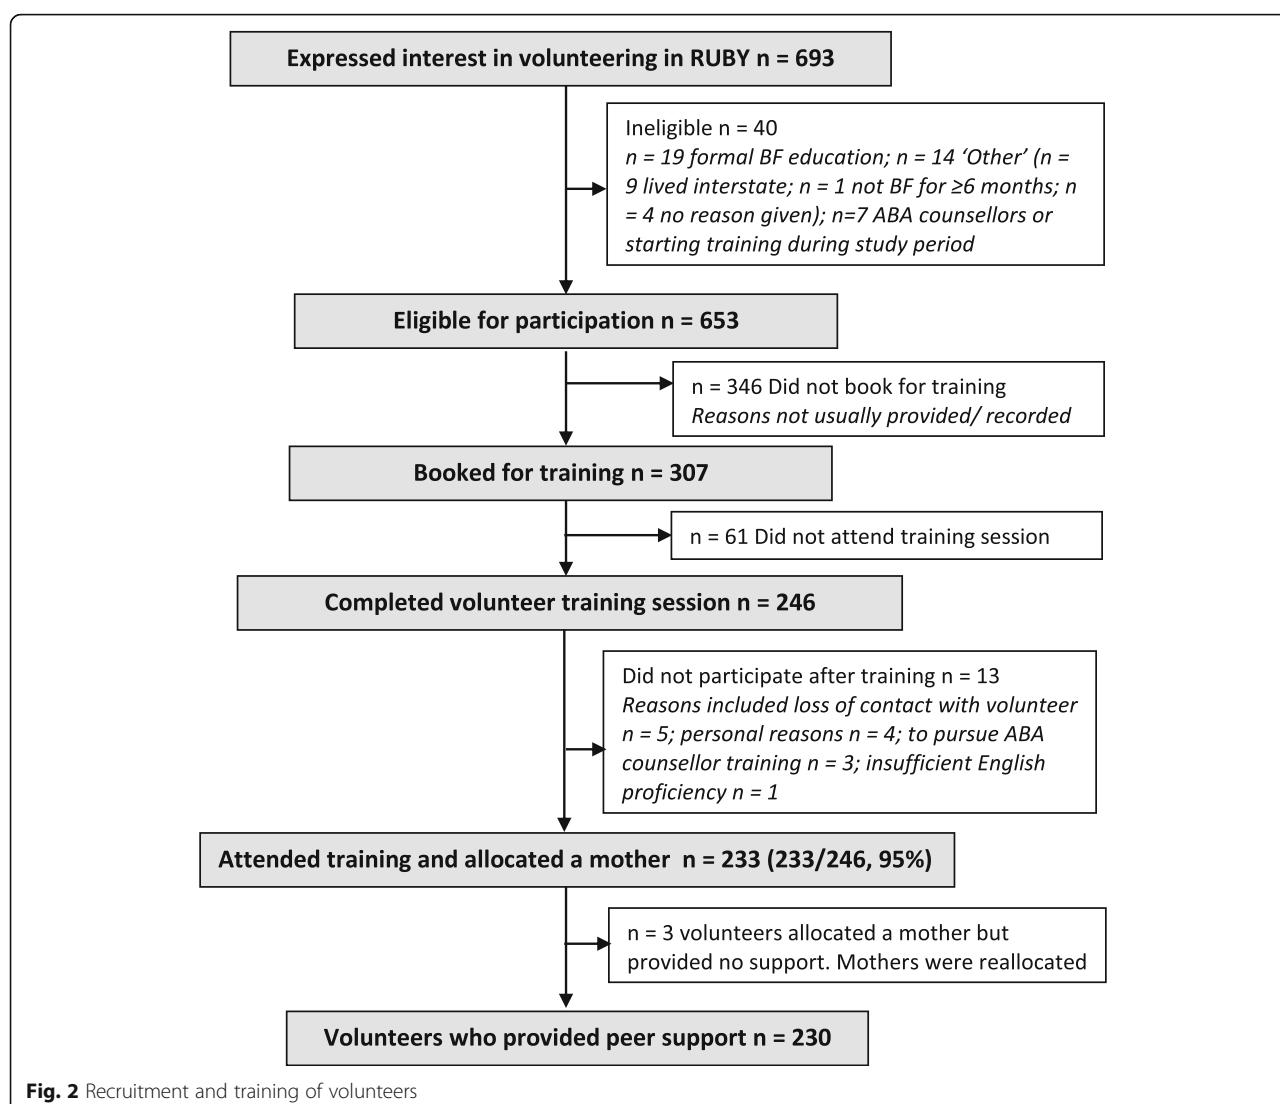 Expressed interest in volunteering in RUBY n = 693
Ineligible n = 40
n = 19 formal BF education; n = 14 ‘Other’ (n =
9 lived interstate; n = 1 not BF for ≥6 months; n
= 4 no reason given); n=7 ABA counsellors or
starting training during study period
Eligible for participation n = 653
n = 346 Did not book for training
Reasons not usually provided/ recorded
Booked for training n = 307
n = 61 Did not attend training session
Completed volunteer training session n = 246
Did not participate after training n = 13
Reasons included loss of contact with volunteer
n = 5; personal reasons n = 4; to pursue ABA
counsellor training n = 3; insufficient English
proficiency n = 1
Attended training and allocated a mother  n = 233 (233/246, 95%)
n = 3 volunteers allocated a mother but
provided no support. Mothers were reallocated
Volunteers who provided peer support n = 230
Fig. 2 Recruitment and training of volunteers